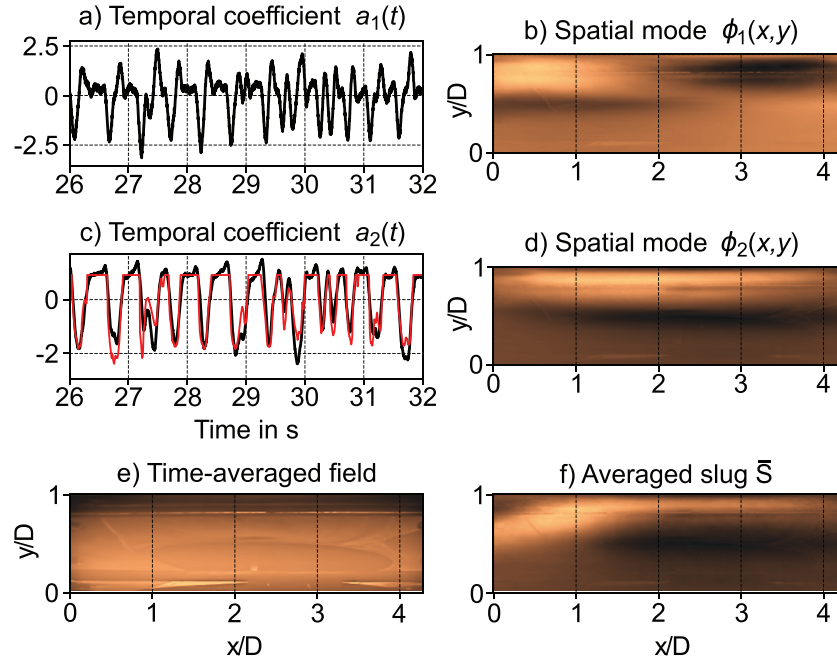 a) Temporal coefficient a₁(t)
2.5
0
-2.5
26 27 28 29 30 31 32
b) Spatial mode ϕ₁(x,y)
1
y/D
0
0 1 2 3 4
c) Temporal coefficient a₂(t)
0
-2
26 27 28 29 30 31 32
Time in s
d) Spatial mode ϕ₂(x,y)
1
y/D
0
0 1 2 3 4
e) Time-averaged field
1
y/D
0
0 1 2 3 4
x/D
f) Averaged slug S̄
1
0
0 1 2 3 4
x/D